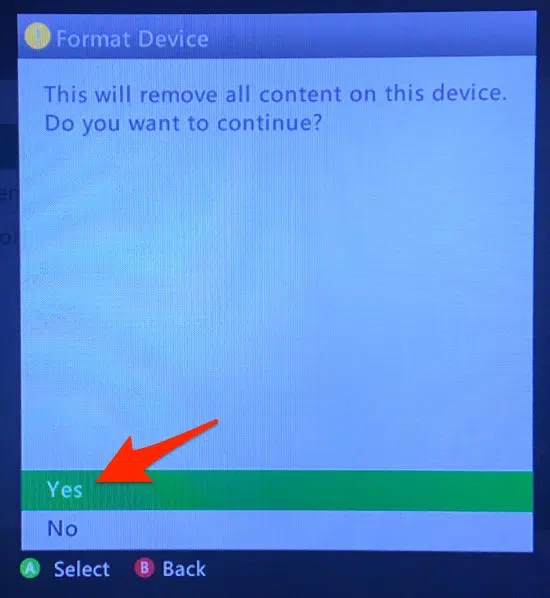 Format Device
This will remove all content on this device.
Do you want to continue?
Yes
No
A Select B Back